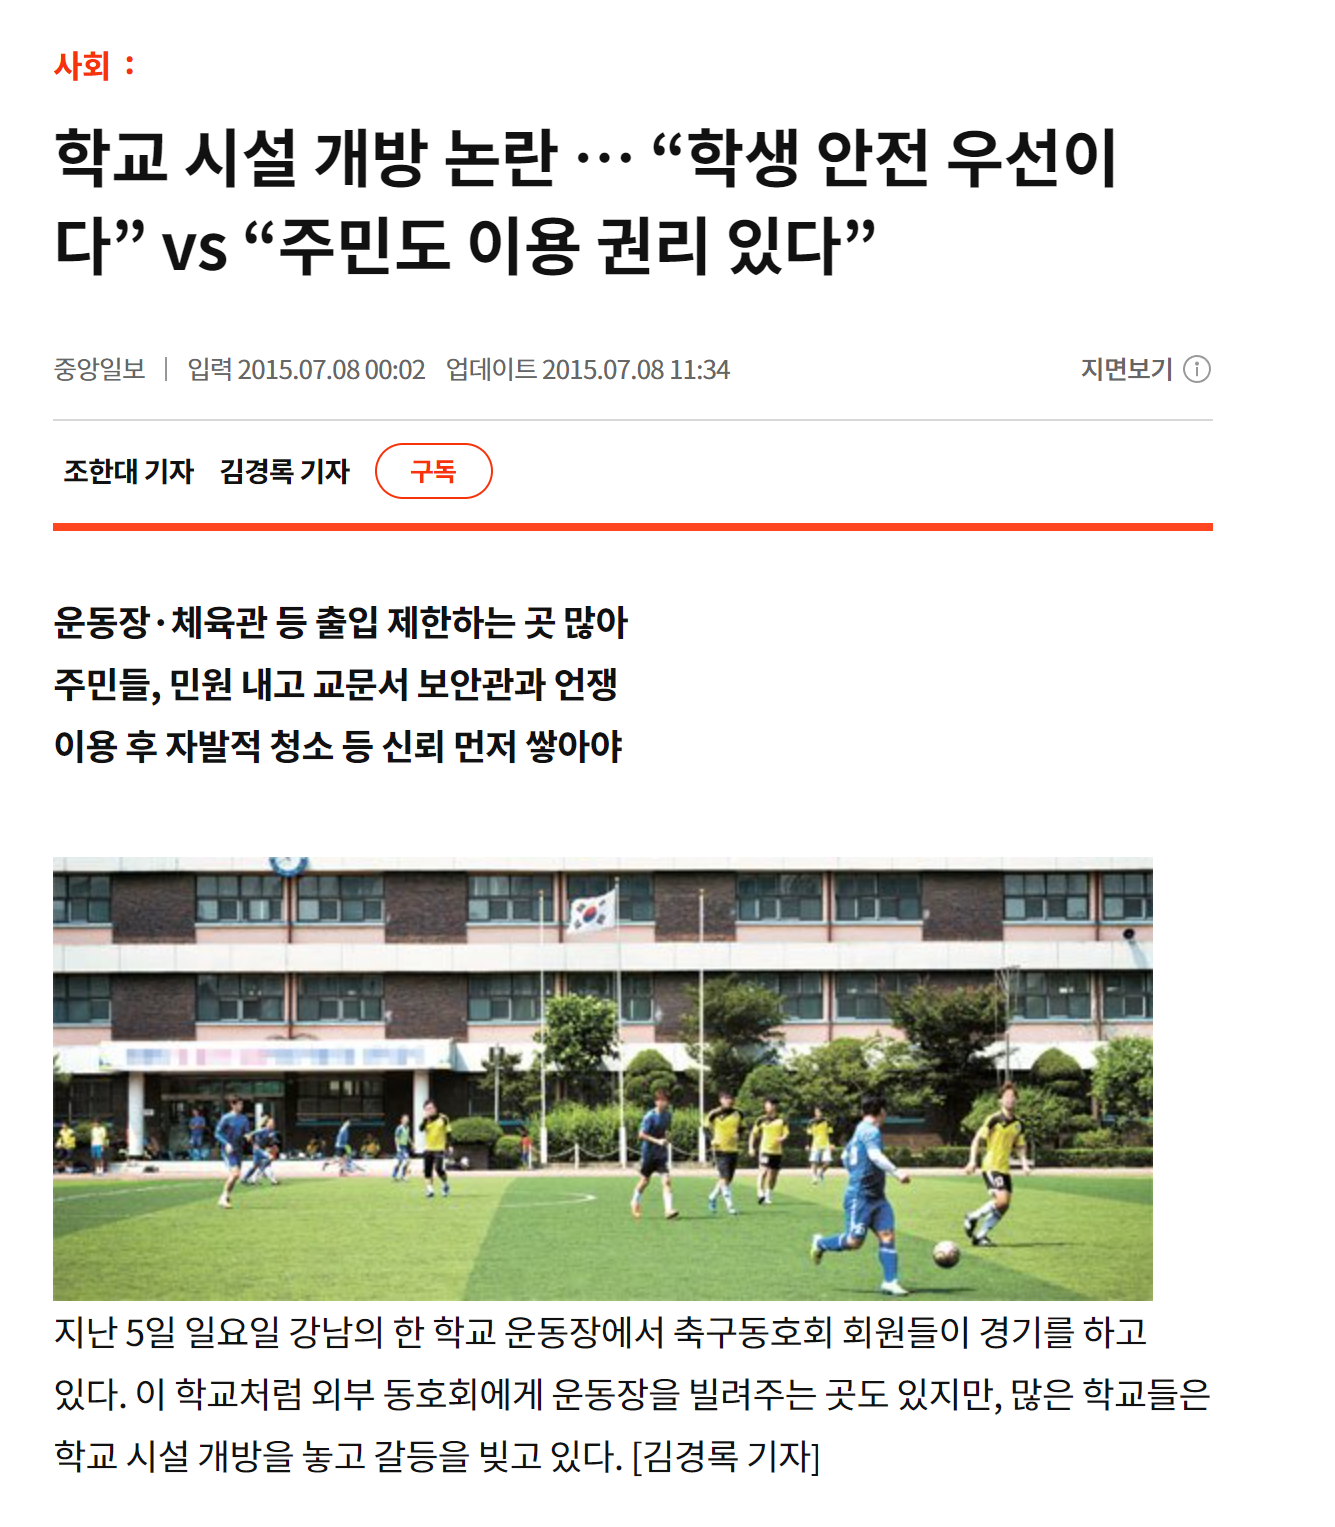 사회 :
학교 시설 개방 논란 … “학생 안전 우선이
다” vs “주민도 이용 권리 있다”
중앙일보 | 입력 2015.07.08 00:02 업데이트 2015.07.08 11:34 지면보기
조한대 기자 김경록 기자 구독
운동장·체육관 등 출입 제한하는 곳 많아
주민들, 민원 내고 교문서 보안관과 언쟁
이용 후 자발적 청소 등 신뢰 먼저 쌓아야
지난 5일 일요일 강남의 한 학교 운동장에서 축구동호회 회원들이 경기를 하고
있다. 이 학교처럼 외부 동호회에게 운동장을 빌려주는 곳도 있지만, 많은 학교들은
학교 시설 개방을 놓고 갈등을 빚고 있다. [김경록 기자]